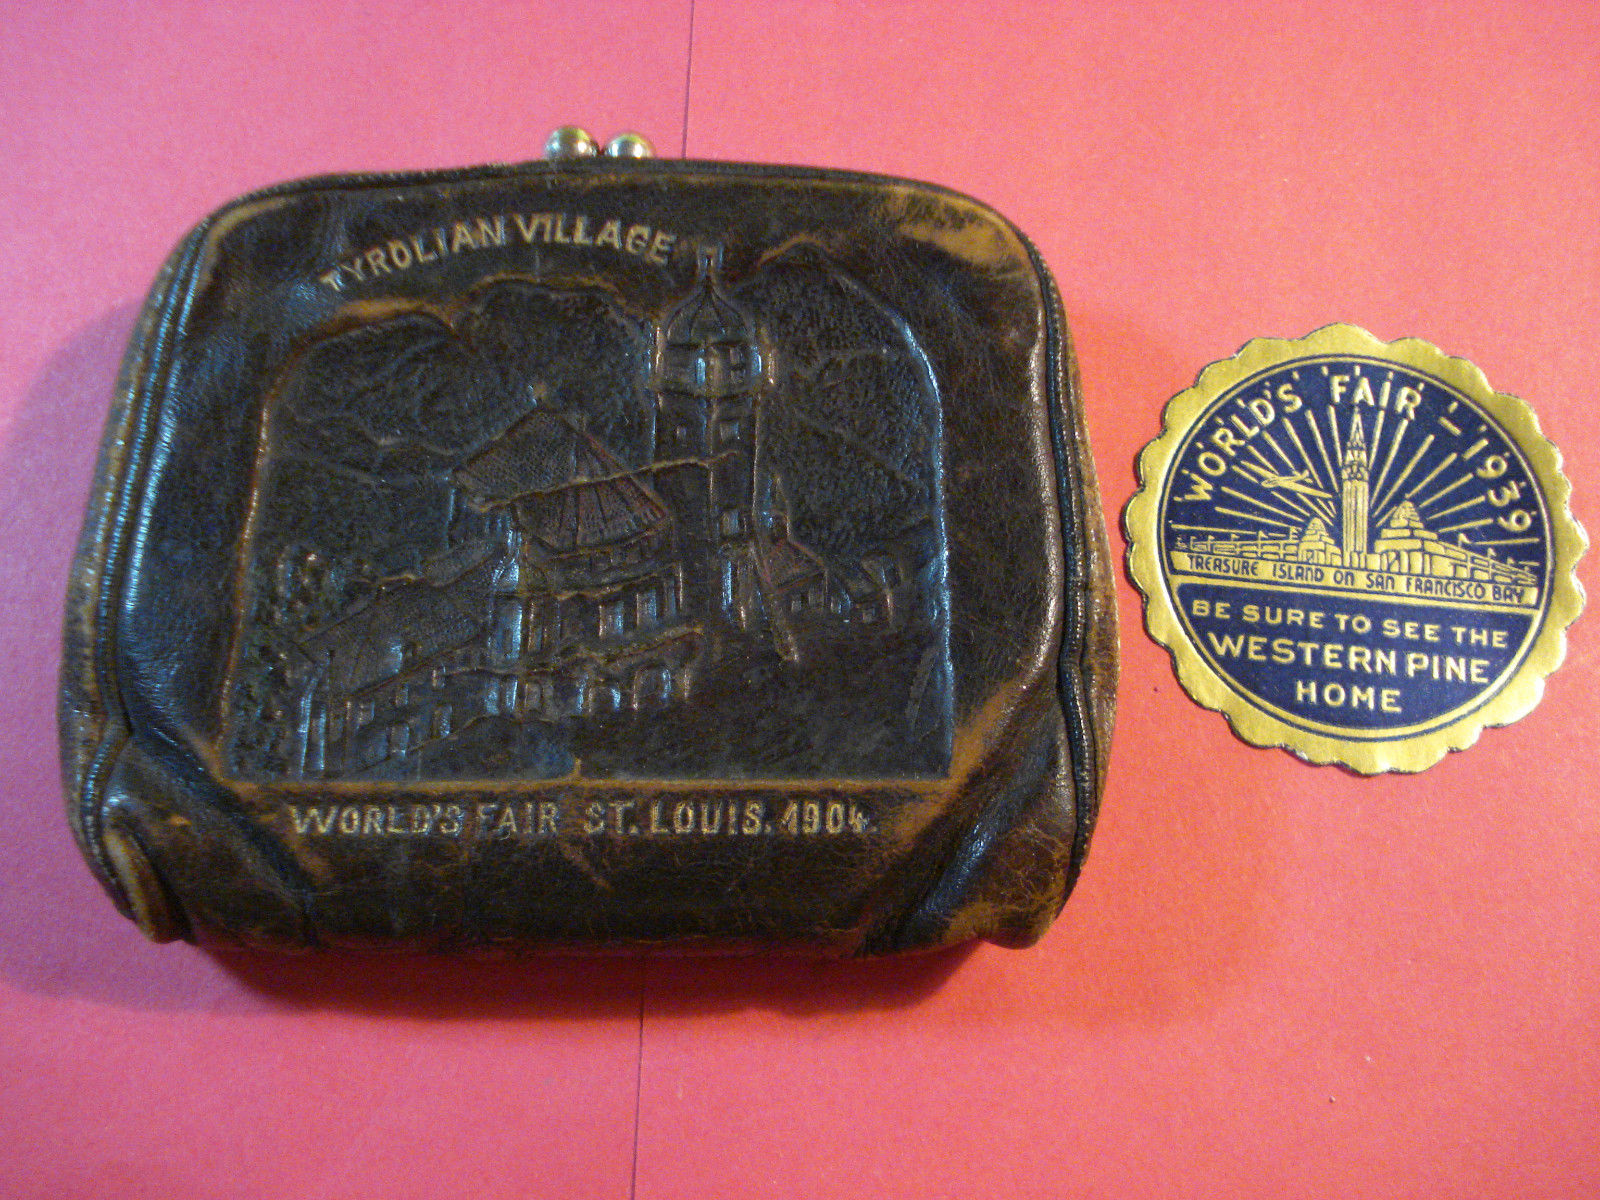 TYROLIAN VILLAGE
WORLD'S FAIR ST. LOUIS. 1904.
WORLD'S FAIR - 1939
TREASURE ISLAND ON SAN FRANCISCO BAY
BE SURE TO SEE THE
WESTERN PINE
HOME